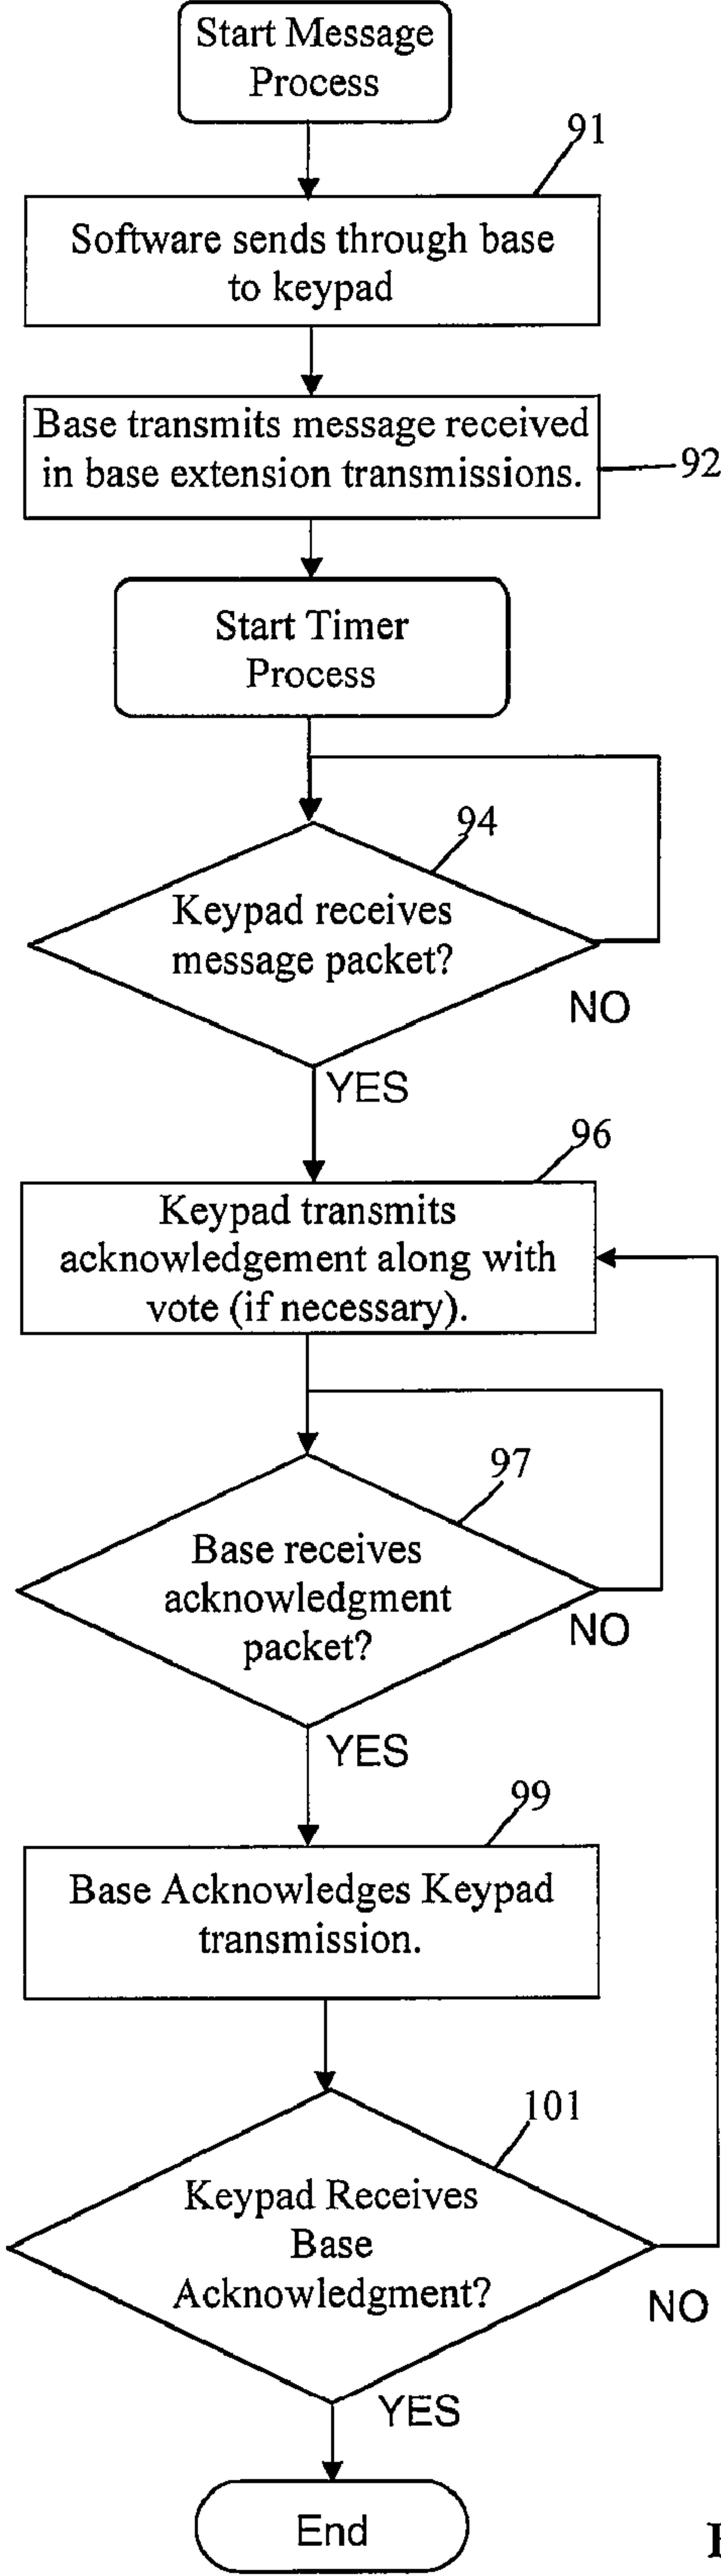 Start Message
Process
91
Software sends through base
to keypad
Base transmits message received
in base extension transmissions.
92
Start Timer
Process
94
Keypad receives
message packet?
NO
YES
96
Keypad transmits
acknowledgement along with
vote (if necessary).
97
Base receives
acknowledgment
packet?
NO
YES
99
Base Acknowledges Keypad
transmission.
101
Keypad Receives
Base
Acknowledgment?
NO
YES
End